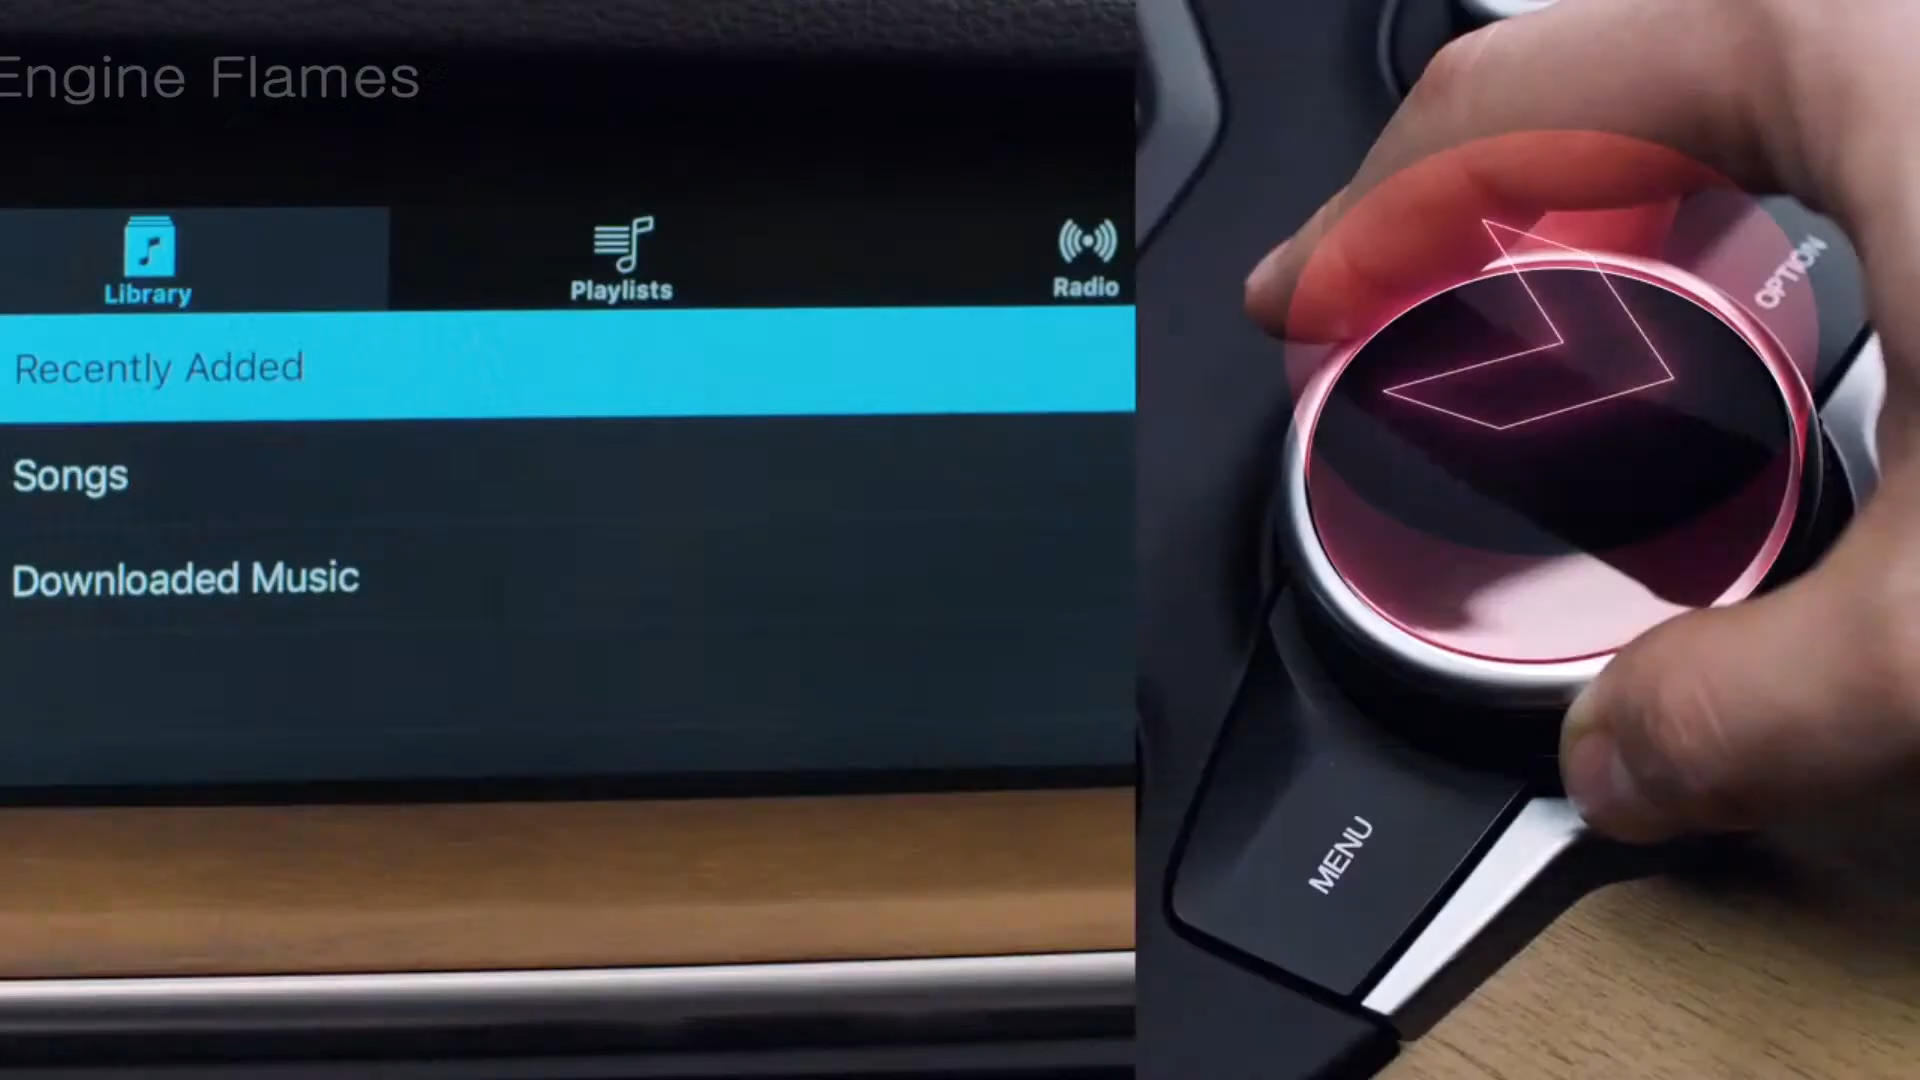 Engine Flames
Library
Playlists
Radio
Recently Added
Songs
Downloaded Music
OPTION
MENU